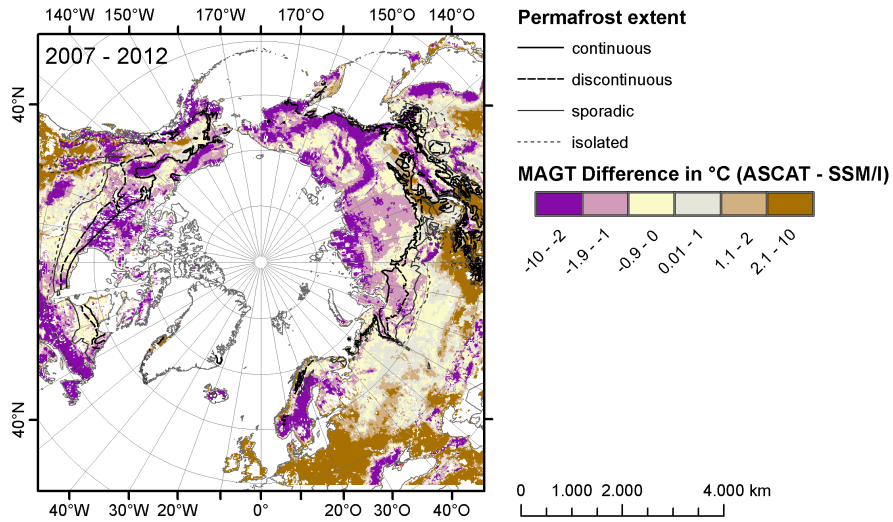 140°W 150°W 170°W 170°O 150°O 140°O
2007 - 2012
40°N
40°N
40°W 30°W 20°W 0° 20°O 30°O 40°O
Permafrost extent
continuous
discontinuous
sporadic
isolated
MAGT Difference in °C (ASCAT - SSM/I)
-10 - -2
-1.9 - -1
-0.9 - 0
0.01 - 1
1.1 - 2
2.1 - 10
0 1.000 2.000 4.000 km